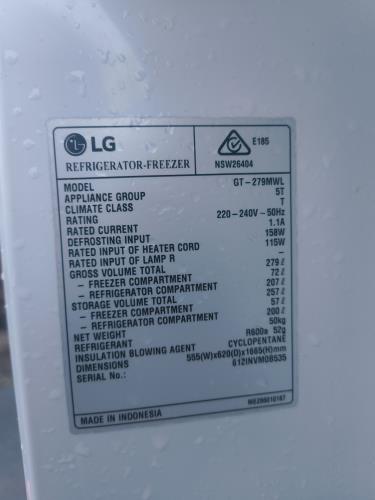 LG
REFRIGERATOR-FREEZER
E185
NSW26404
MODEL GT-279MWL
APPLIANCE GROUP 5T
CLIMATE CLASS T
RATING 220-240V~50Hz
RATED CURRENT 1.1A
DEFROSTING INPUT 158W
RATED INPUT OF HEATER CORD 115W
RATED INPUT OF LAMP R –
GROSS VOLUME TOTAL 279ℓ
- FREEZER COMPARTMENT 72ℓ
- REFRIGERATOR COMPARTMENT 207ℓ
STORAGE VOLUME TOTAL 257ℓ
- FREEZER COMPARTMENT 57ℓ
- REFRIGERATOR COMPARTMENT 200ℓ
NET WEIGHT 50kg
REFRIGERANT R600a 52g
INSULATION BLOWING AGENT CYCLOPENTANE
DIMENSIONS 555(W)x620(D)x1665(H)mm
SERIAL No.: 612INVM0B535
MADE IN INDONESIA